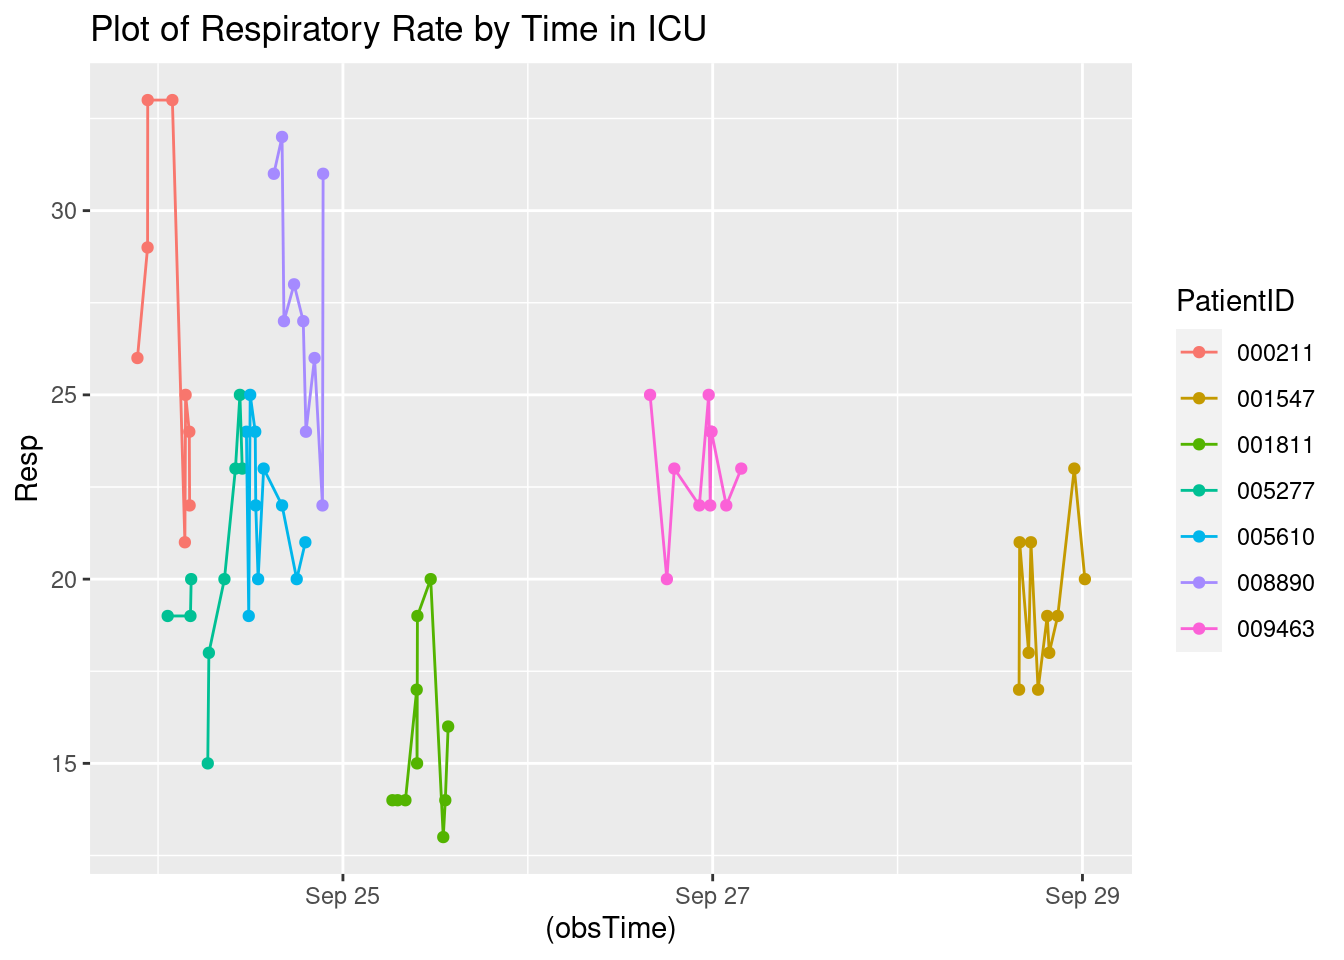 Plot of Respiratory Rate by Time in ICU
Resp
30
25
20
15
Sep 25
Sep 27
Sep 29
(obsTime)
PatientID
000211
001547
001811
005277
005610
008890
009463